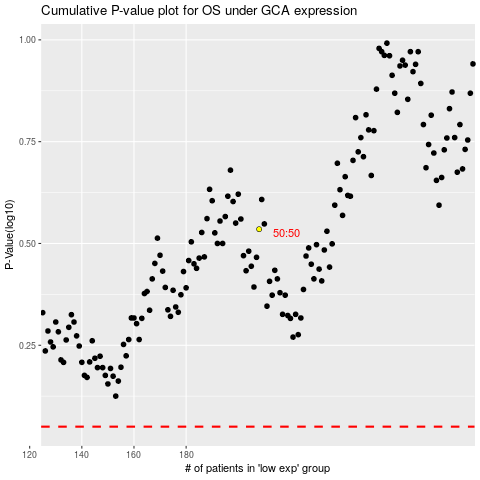 Cumulative P-value plot for OS under GCA expression
1.00
0.75
0.50
0.25
P-Value(log10)
50:50
120 140 160 180
# of patients in 'low exp' group